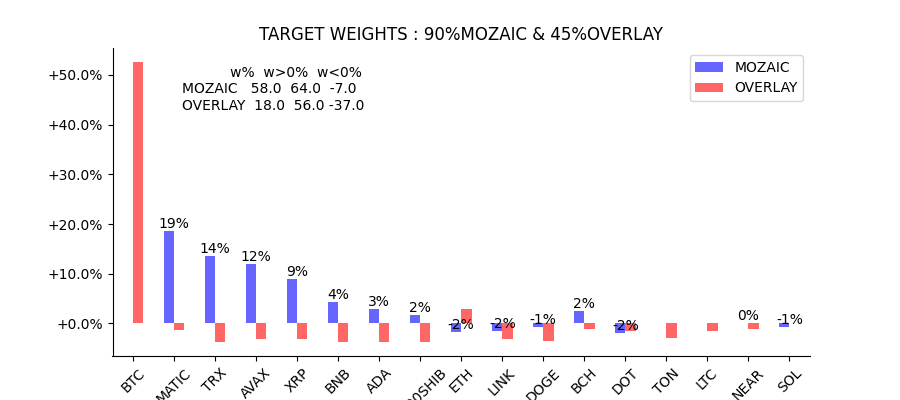 TARGET WEIGHTS : 90%MOZAIC & 45%OVERLAY
w% w>0% w<0%
MOZAIC 58.0 64.0 -7.0
OVERLAY 18.0 56.0 -37.0
MOZAIC
OVERLAY
+50.0%
+40.0%
+30.0%
+20.0%
+10.0%
+0.0%
19%
14%
12%
9%
4%
3%
2%
-2%
-2%
-1%
2%
-2%
0%
-1%
BTC
MATIC
TRX
AVAX
XRP
BNB
ADA
00SHIB
ETH
LINK
DOGE
BCH
DOT
TON
LTC
NEAR
SOL